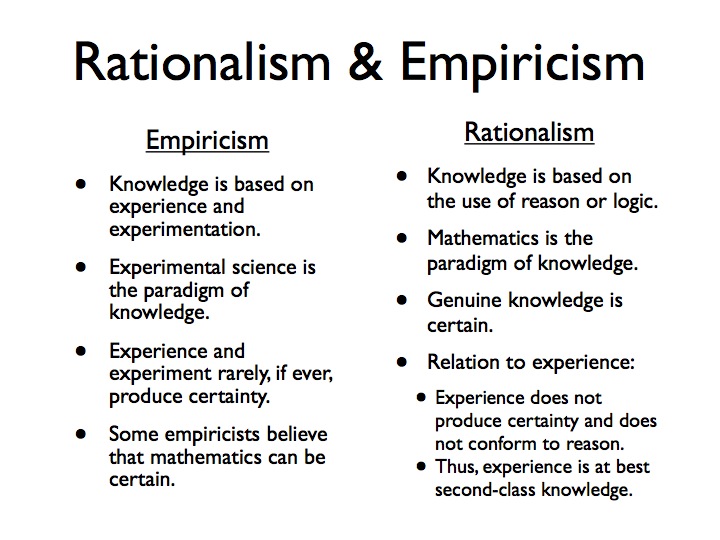 Rationalism & Empiricism
Empiricism
• Knowledge is based on
experience and
experimentation.
• Experimental science is
the paradigm of
knowledge.
• Experience and
experiment rarely, if ever,
produce certainty.
• Some empiricists believe
that mathematics can be
certain.
Rationalism
• Knowledge is based on
the use of reason or logic.
• Mathematics is the
paradigm of knowledge.
• Genuine knowledge is
certain.
• Relation to experience:
• Experience does not
produce certainty and does
not conform to reason.
• Thus, experience is at best
second-class knowledge.